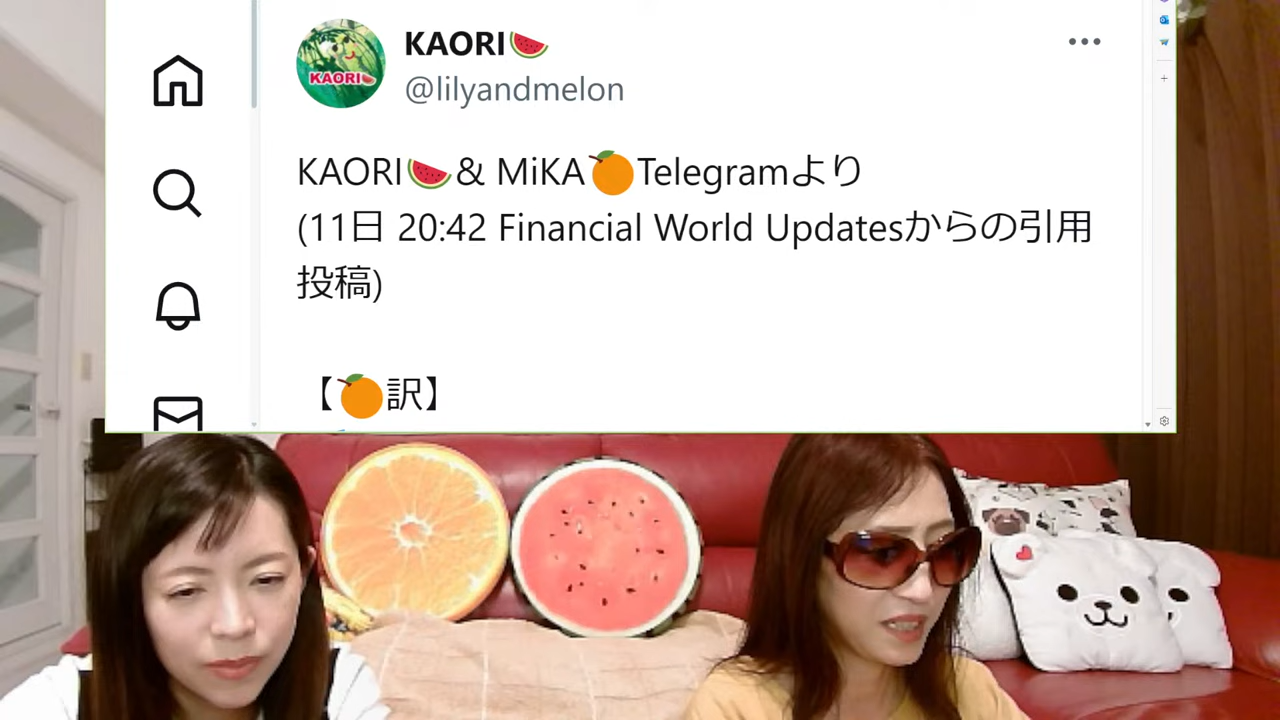 KAORI🍉
@lilyandmelon
KAORI🍉
KAORI🍉& MiKA🍊Telegramより
(11日 20:42 Financial World Updatesからの引用
投稿)
【🍊訳】